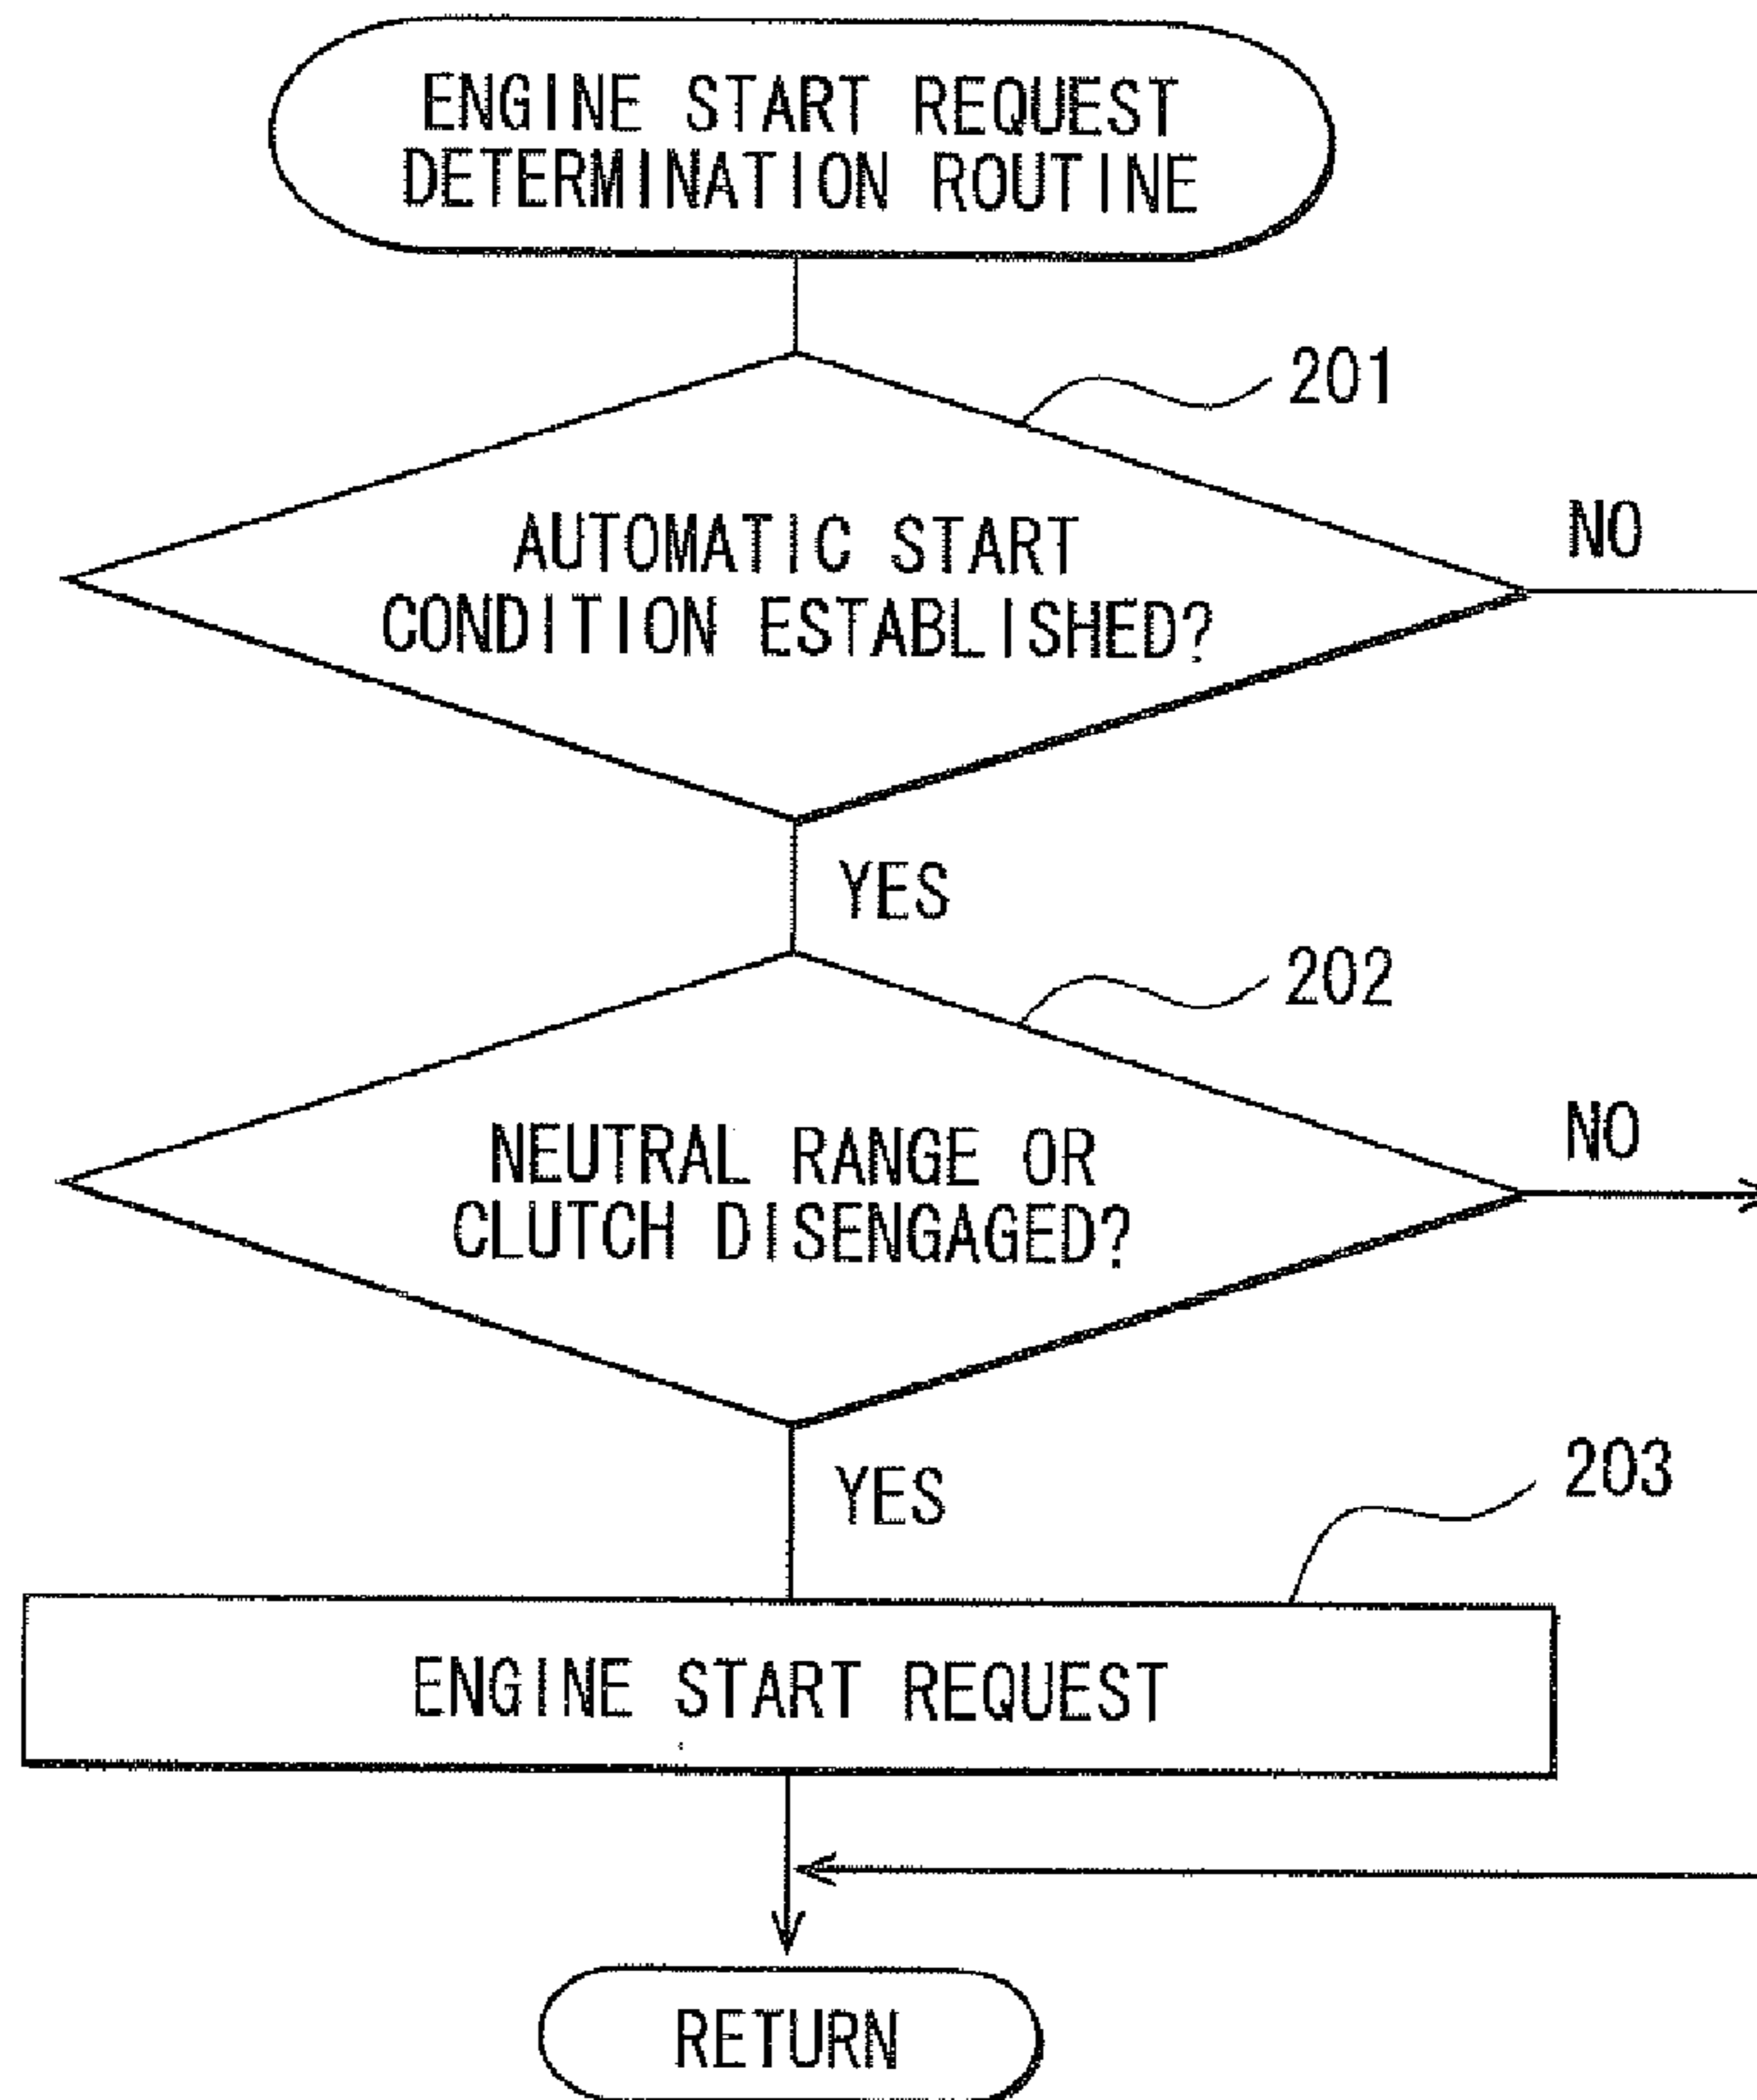 ENGINE START REQUEST
DETERMINATION ROUTINE
201
AUTOMATIC START
CONDITION ESTABLISHED?
NO
YES
202
NEUTRAL RANGE OR
CLUTCH DISENGAGED?
NO
YES
203
ENGINE START REQUEST
RETURN